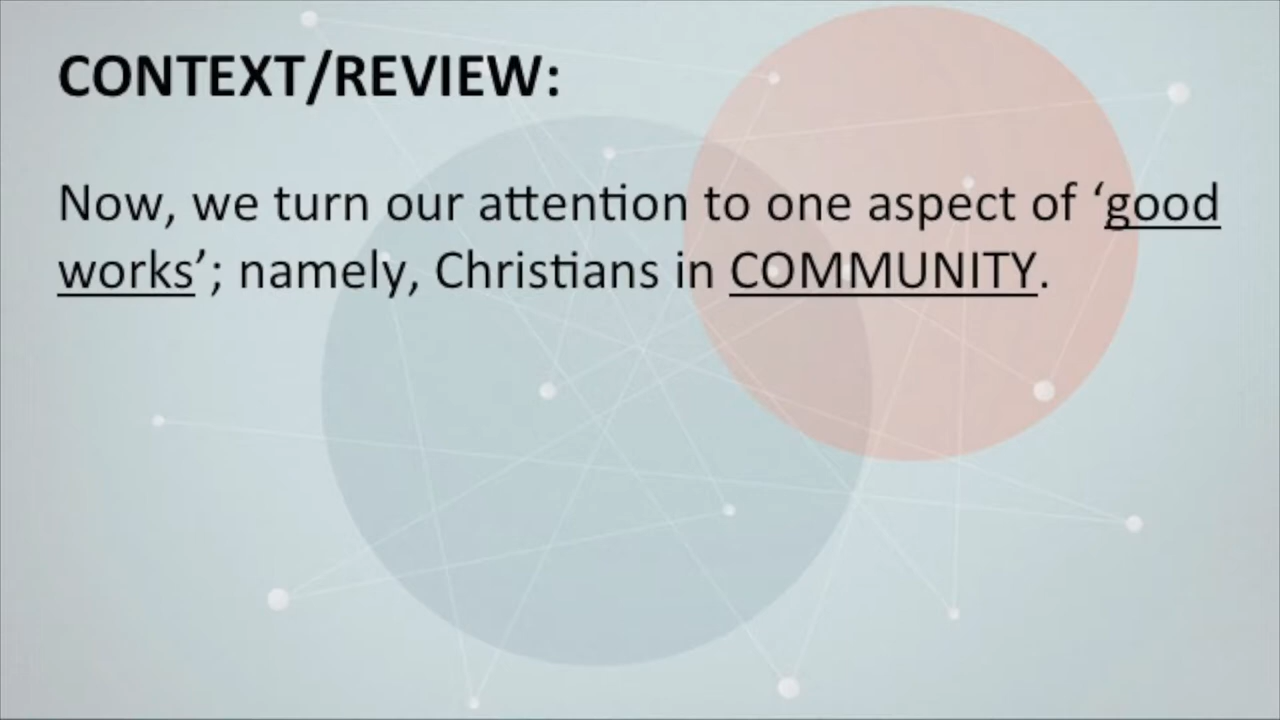 CONTEXT/REVIEW:
Now, we turn our attention to one aspect of ‘good
works’; namely, Christians in COMMUNITY.